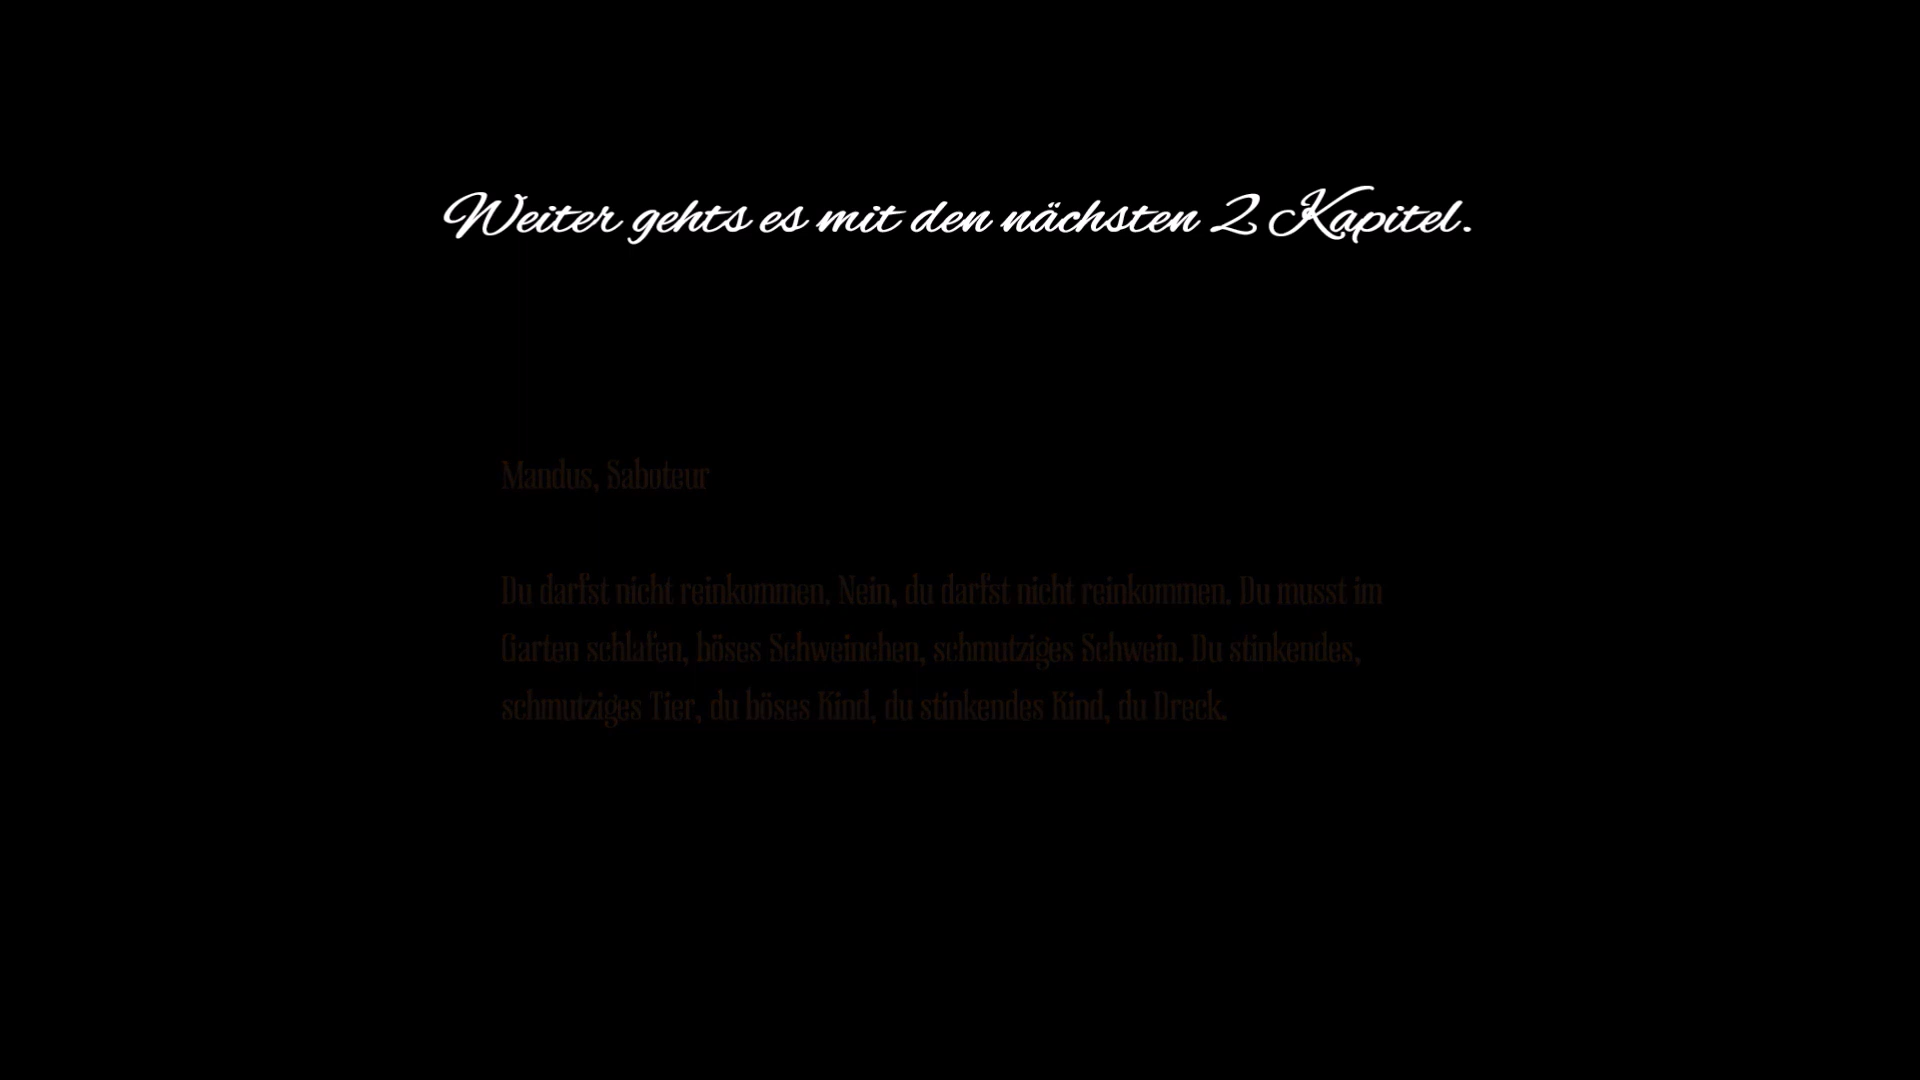 Weiter gehts es mit den nächsten 2 Kapitel.
Mandus, Saboteur
Du darfst nicht reinkommen. Nein, du darfst nicht reinkommen. Du musst im
Garten schlafen, böses Schweinchen, schmutziges Schwein. Du stinkendes,
schmutziges Tier, du böses Kind, du stinkendes Kind, du Dreck.